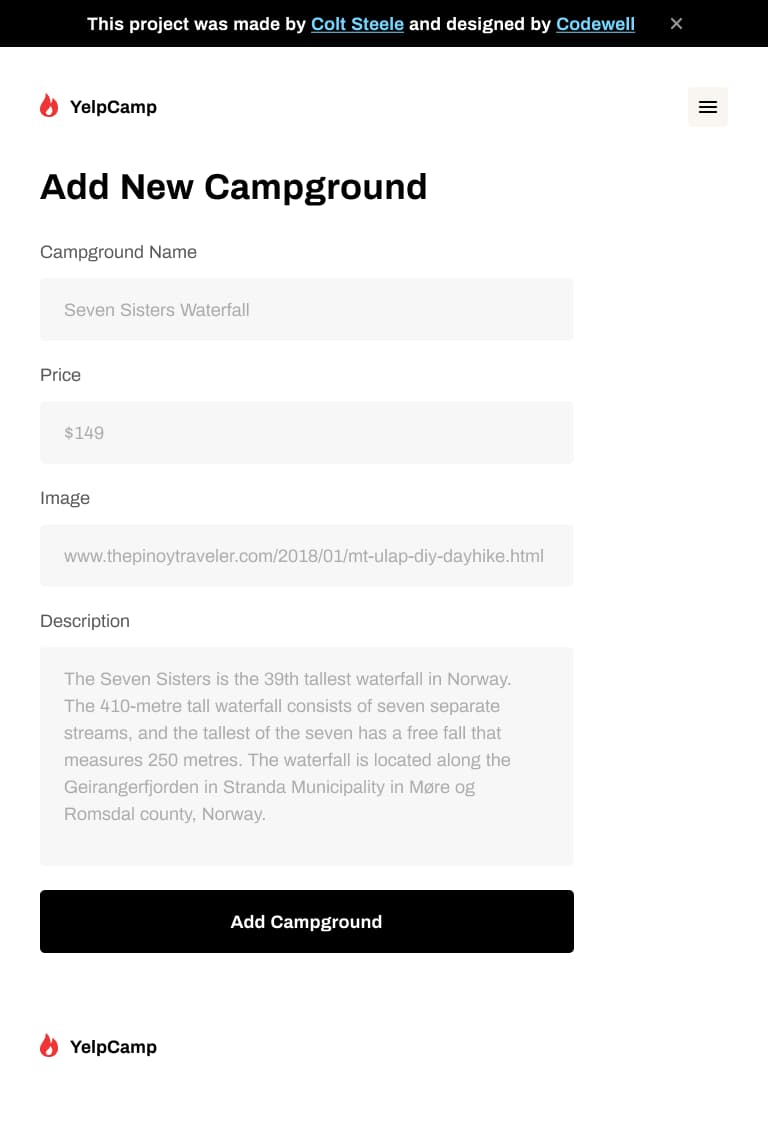 This project was made by Colt Steele and designed by Codewell
YelpCamp
Add New Campground
Campground Name
Seven Sisters Waterfall
Price
$149
Image
www.thepinoytraveler.com/2018/01/mt-ulap-diy-dayhike.html
Description
The Seven Sisters is the 39th tallest waterfall in Norway.
The 410-metre tall waterfall consists of seven separate
streams, and the tallest of the seven has a free fall that
measures 250 metres. The waterfall is located along the
Geirangerfjorden in Stranda Municipality in Møre og
Romsdal county, Norway.
Add Campground
YelpCamp